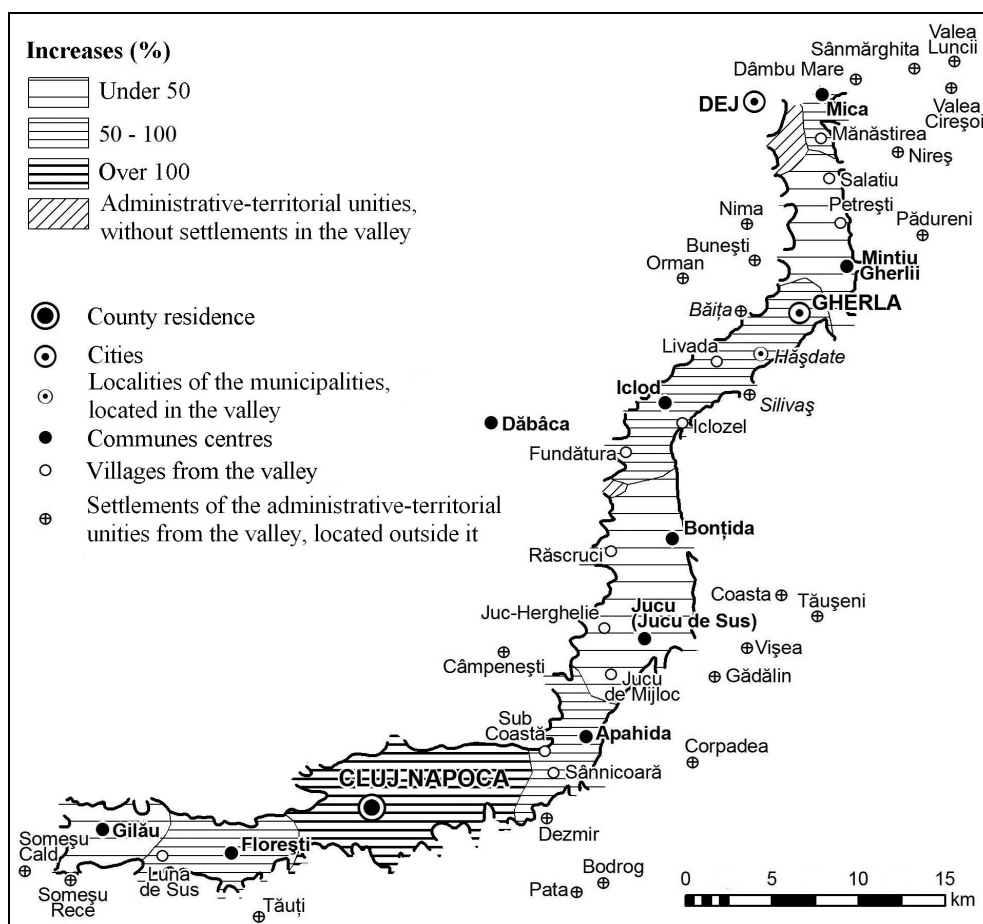 Increases (%)
Under 50
50 - 100
Over 100
Administrative-territorial unities,
without settlements in the valley
County residence
Cities
Localities of the municipalities,
located in the valley
Communes centres
Villages from the valley
Settlements of the administrative-territorial
unities from the valley, located outside it
Valea
Luncii
Sânmărghita
Dâmbu Mare
DEJ
Mica
Valea
Cireşoi
Mănăstirea
Nireş
Salatiu
Petreşti
Nima
Pădureni
Buneşti
Orman
Mintiu
Gherlii
GHERLA
Băiţa
Livada
Hăşdate
Iclod
Silivaş
Dăbâca
Iclozel
Fundătura
Bonţida
Răscruci
Coasta
Tăuşeni
Juc-Herghelie
Jucu
(Jucu de Sus)
Vişea
Câmpeneşti
Gădălin
Jucu
de Mijloc
Sub
Coastă
Apahida
Corpadea
Sânnicoară
CLUJ-NAPOCA
Dezmir
Gilău
Someşu
Cald
Floreşti
Luna
de Sus
Someşu
Rece
Tăuţi
Bodrog
Pata
0 5 10 15
km